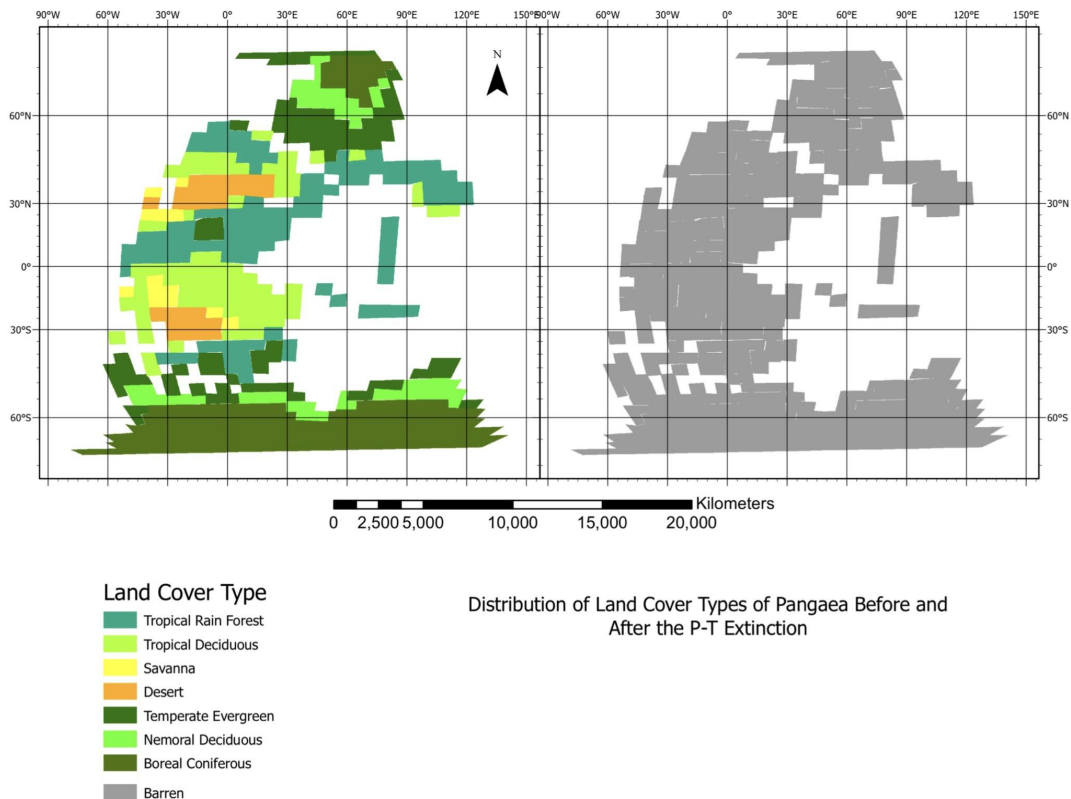 90°W 60°W 30°W 0° 30°E 60°E 90°E 120°E 150°E
90°W 60°W 30°W 0° 30°E 60°E 90°E 120°E 150°E
N
60°N 60°N
30°N 30°N
0° 0°
30°S 30°S
60°S 60°S
Kilometers
0 2,500 5,000 10,000 15,000 20,000
Land Cover Type
Tropical Rain Forest
Tropical Deciduous
Savanna
Desert
Temperate Evergreen
Nemoral Deciduous
Boreal Coniferous
Barren
Distribution of Land Cover Types of Pangaea Before and
After the P-T Extinction